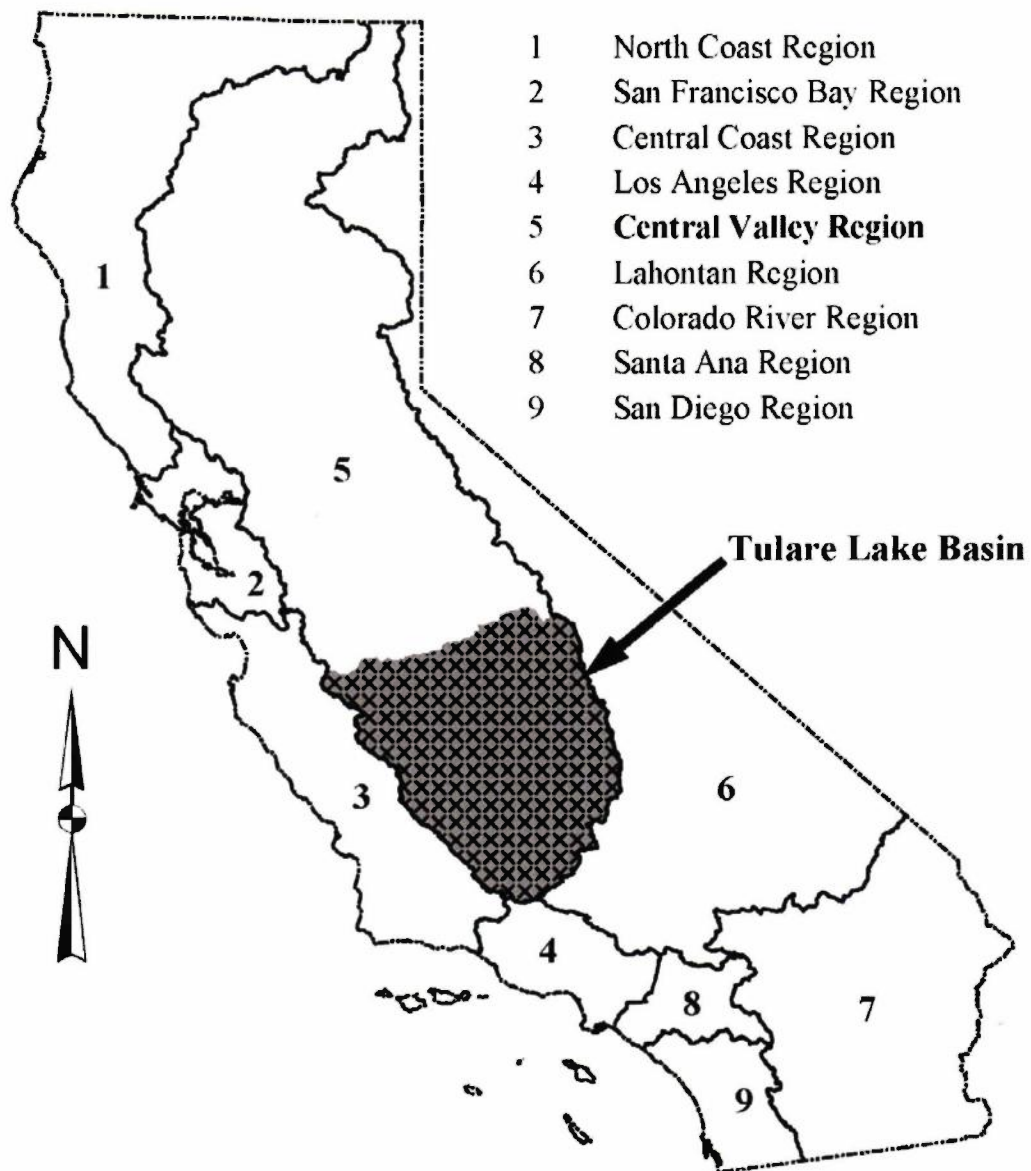 1 North Coast Region
2 San Francisco Bay Region
3 Central Coast Region
4 Los Angeles Region
5 Central Valley Region
6 Lahontan Region
7 Colorado River Region
8 Santa Ana Region
9 San Diego Region
1
5
Tulare Lake Basin
2
N
3
6
4
8
7
9